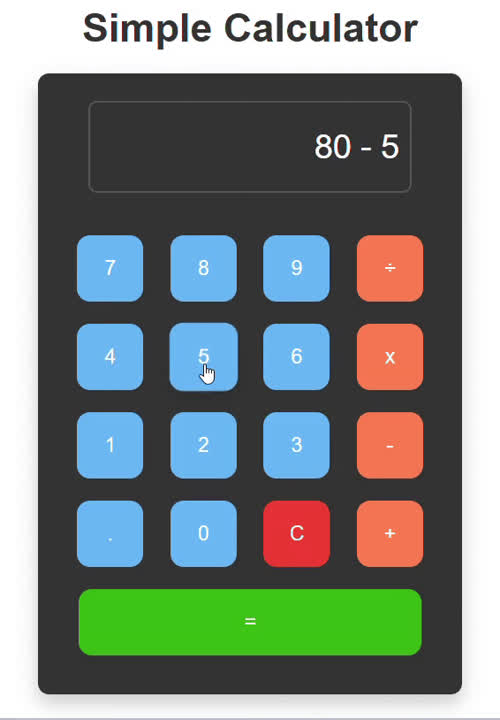 Simple Calculator
80 - 5
7 8 9 ÷
4 5 6 x
1 2 3 -
. 0 C +
=